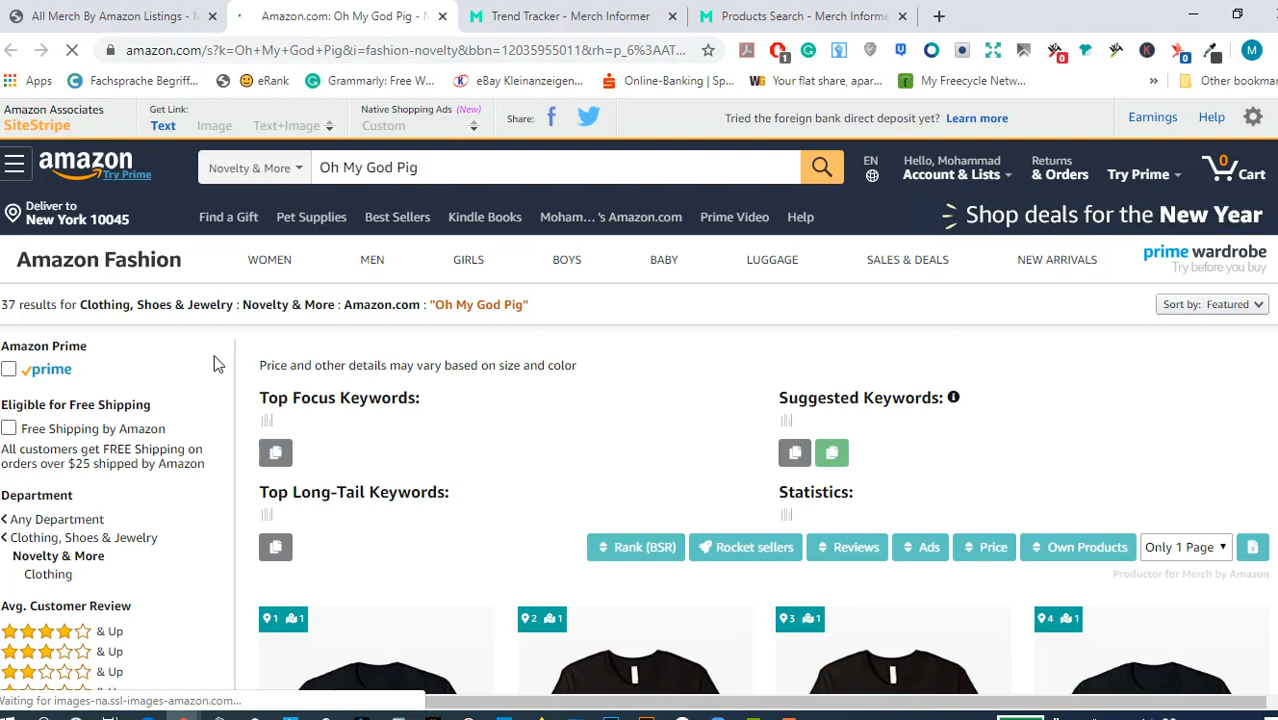 All Merch By Amazon Listings - M
Amazon.com: Oh My God Pig -
Trend Tracker - Merch Informer
Products Search - Merch Informe
amazon.com/s?k=Oh+My+God+Pig&i=fashion-novelty&bbn=12035955011&rh=p_6%3AAT...
Apps
Fachsprache Begriff...
eRank
Grammarly: Free W...
eBay Kleinanzeigen...
Online-Banking | Sp...
Your flat share, apar...
My Freecycle Netw...
»
Other bookmar
Amazon Associates
SiteStripe
Get Link:
Text
Image
Text+Image
Native Shopping Ads (New)
Custom
Share:
Tried the foreign bank direct deposit yet? Learn more
Earnings
Help
amazon
Try Prime
Novelty & More
Oh My God Pig
EN
Hello, Mohammad
Account & Lists
Returns
& Orders
Try Prime
0
Cart
Deliver to
New York 10045
Find a Gift
Pet Supplies
Best Sellers
Kindle Books
Moham... 's Amazon.com
Prime Video
Help
Shop deals for the New Year
Amazon Fashion
WOMEN
MEN
GIRLS
BOYS
BABY
LUGGAGE
SALES & DEALS
NEW ARRIVALS
prime wardrobe
Try before you buy
37 results for Clothing, Shoes & Jewelry : Novelty & More : Amazon.com : "Oh My God Pig"
Sort by: Featured
Amazon Prime
prime
Eligible for Free Shipping
Free Shipping by Amazon
All customers get FREE Shipping on
orders over $25 shipped by Amazon
Department
Any Department
Clothing, Shoes & Jewelry
Novelty & More
Clothing
Avg. Customer Review
& Up
& Up
& Up
Price and other details may vary based on size and color
Top Focus Keywords:
Suggested Keywords:
Top Long-Tail Keywords:
Statistics:
Rank (BSR)
Rocket sellers
Reviews
Ads
Price
Own Products
Only 1 Page
Productor for Merch by Amazon
1 1
2 1
3 1
4 1
Waiting for images-na.ssl-images-amazon.com...